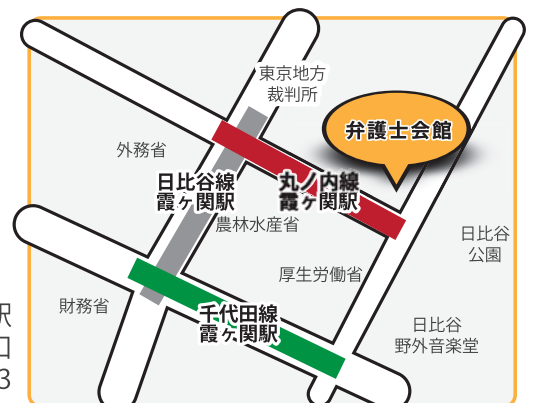 東京地方
裁判所
弁護士会館
外務省
日比谷線
霞ヶ関駅
丸ノ内線
霞ヶ関駅
農林水産省
日比谷
公園
厚生労働省
財務省
千代田線
霞ヶ関駅
日比谷
野外音楽堂
駅
口
3